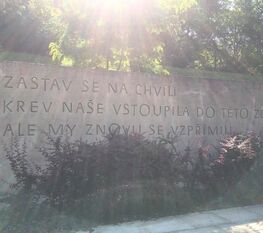 ZASTAV SE NA CHVÍLI
KREV NAŠE VSTOUPILA DO TÉTO
ALE MY ZNOVU SE VZPŘÍMILI